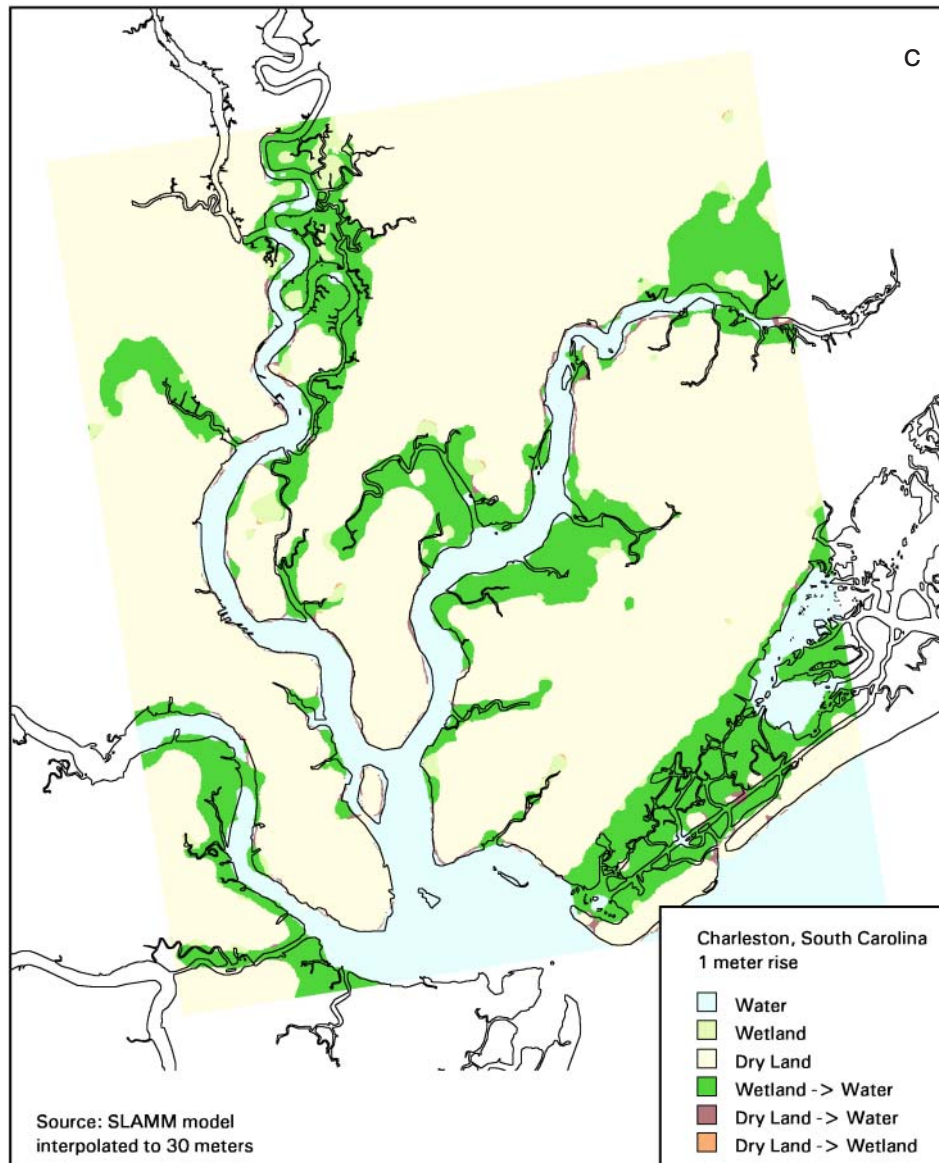 C
Charleston, South Carolina
1 meter rise
Water
Wetland
Dry Land
Wetland -> Water
Dry Land -> Water
Dry Land -> Wetland
Source: SLAMM model
interpolated to 30 meters